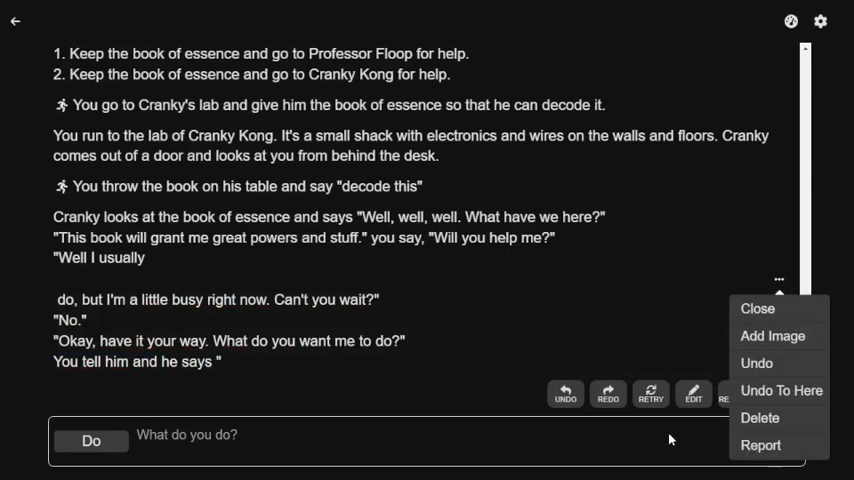 1. Keep the book of essence and go to Professor Floop for help.
2. Keep the book of essence and go to Cranky Kong for help.
You go to Cranky's lab and give him the book of essence so that he can decode it.
You run to the lab of Cranky Kong. It's a small shack with electronics and wires on the walls and floors. Cranky
comes out of a door and looks at you from behind the desk.
You throw the book on his table and say "decode this"
Cranky looks at the book of essence and says "Well, well, well. What have we here?"
"This book will grant me great powers and stuff." you say, "Will you help me?"
"Well I usually
do, but I'm a little busy right now. Can't you wait?"
"No."
"Okay, have it your way. What do you want me to do?"
You tell him and he says "
Close
Add Image
Undo
Undo To Here
Delete
Report
UNDO
REDO
RETRY
EDIT
RE
Do
What do you do?